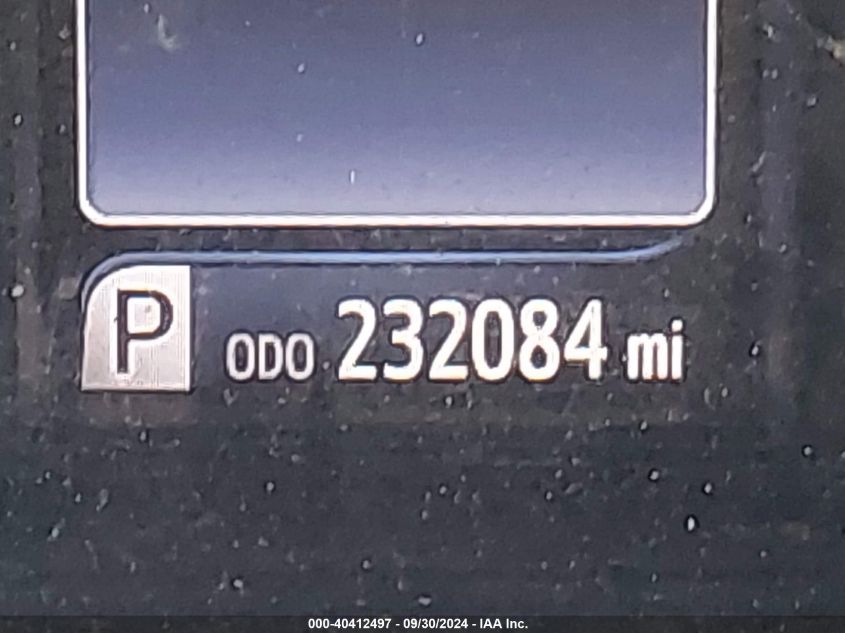 P ODO 232084 mi
000-40412497 - 09/30/2024 - IAA Inc.